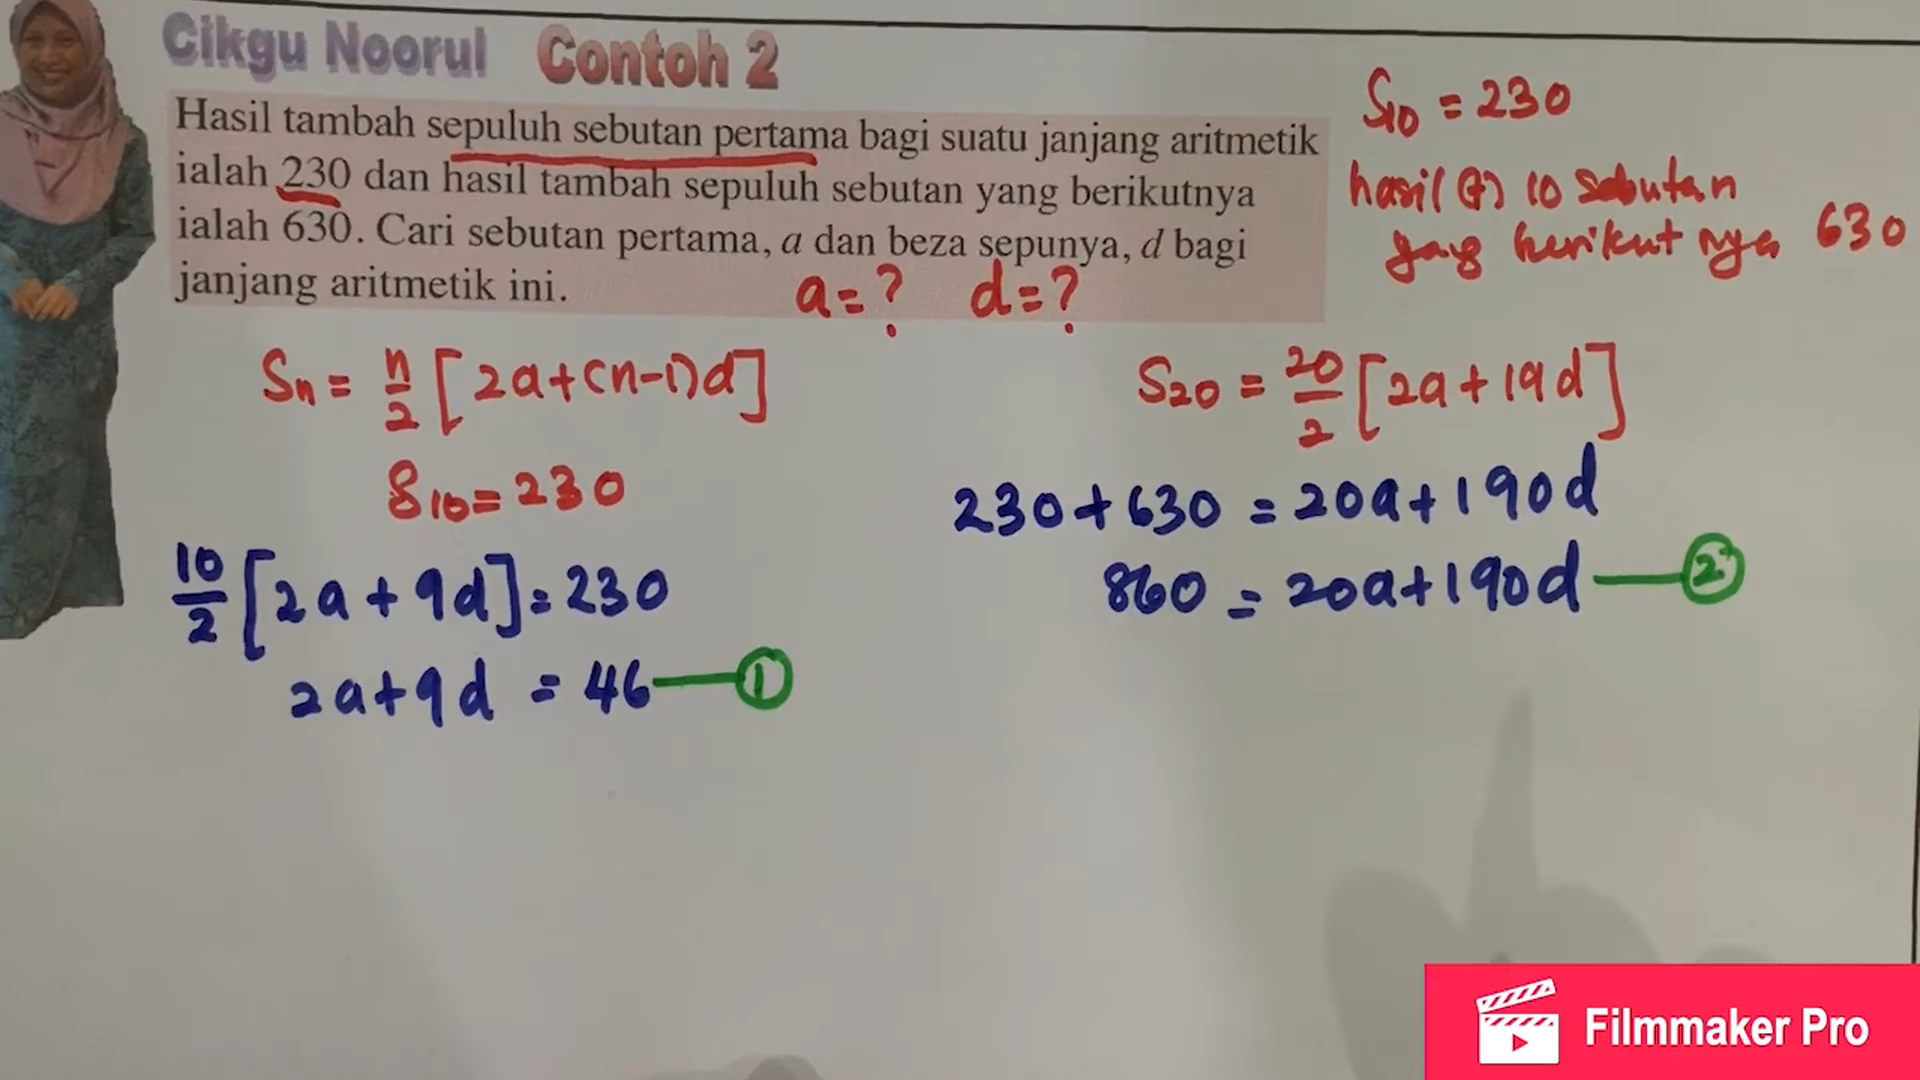 Cikgu Noorul Contoh 2
Hasil tambah sepuluh sebutan pertama bagi suatu janjang aritmetik
ialah 230 dan hasil tambah sepuluh sebutan yang berikutnya
ialah 630. Cari sebutan pertama, a dan beza sepunya, d bagi
janjang aritmetik ini.
a = ? d = ?
S10 = 230
hasil (+) 10 sebutan
yang berikut nya 630
Sn = n/2 [2a+(n-1)d]
S10 = 230
10/2 [2a + 9d] = 230
2a + 9d = 46 — ①
S20 = 20/2 [2a + 19d]
230 + 630 = 20a + 190d
860 = 20a + 190d — ②
Filmmaker Pro